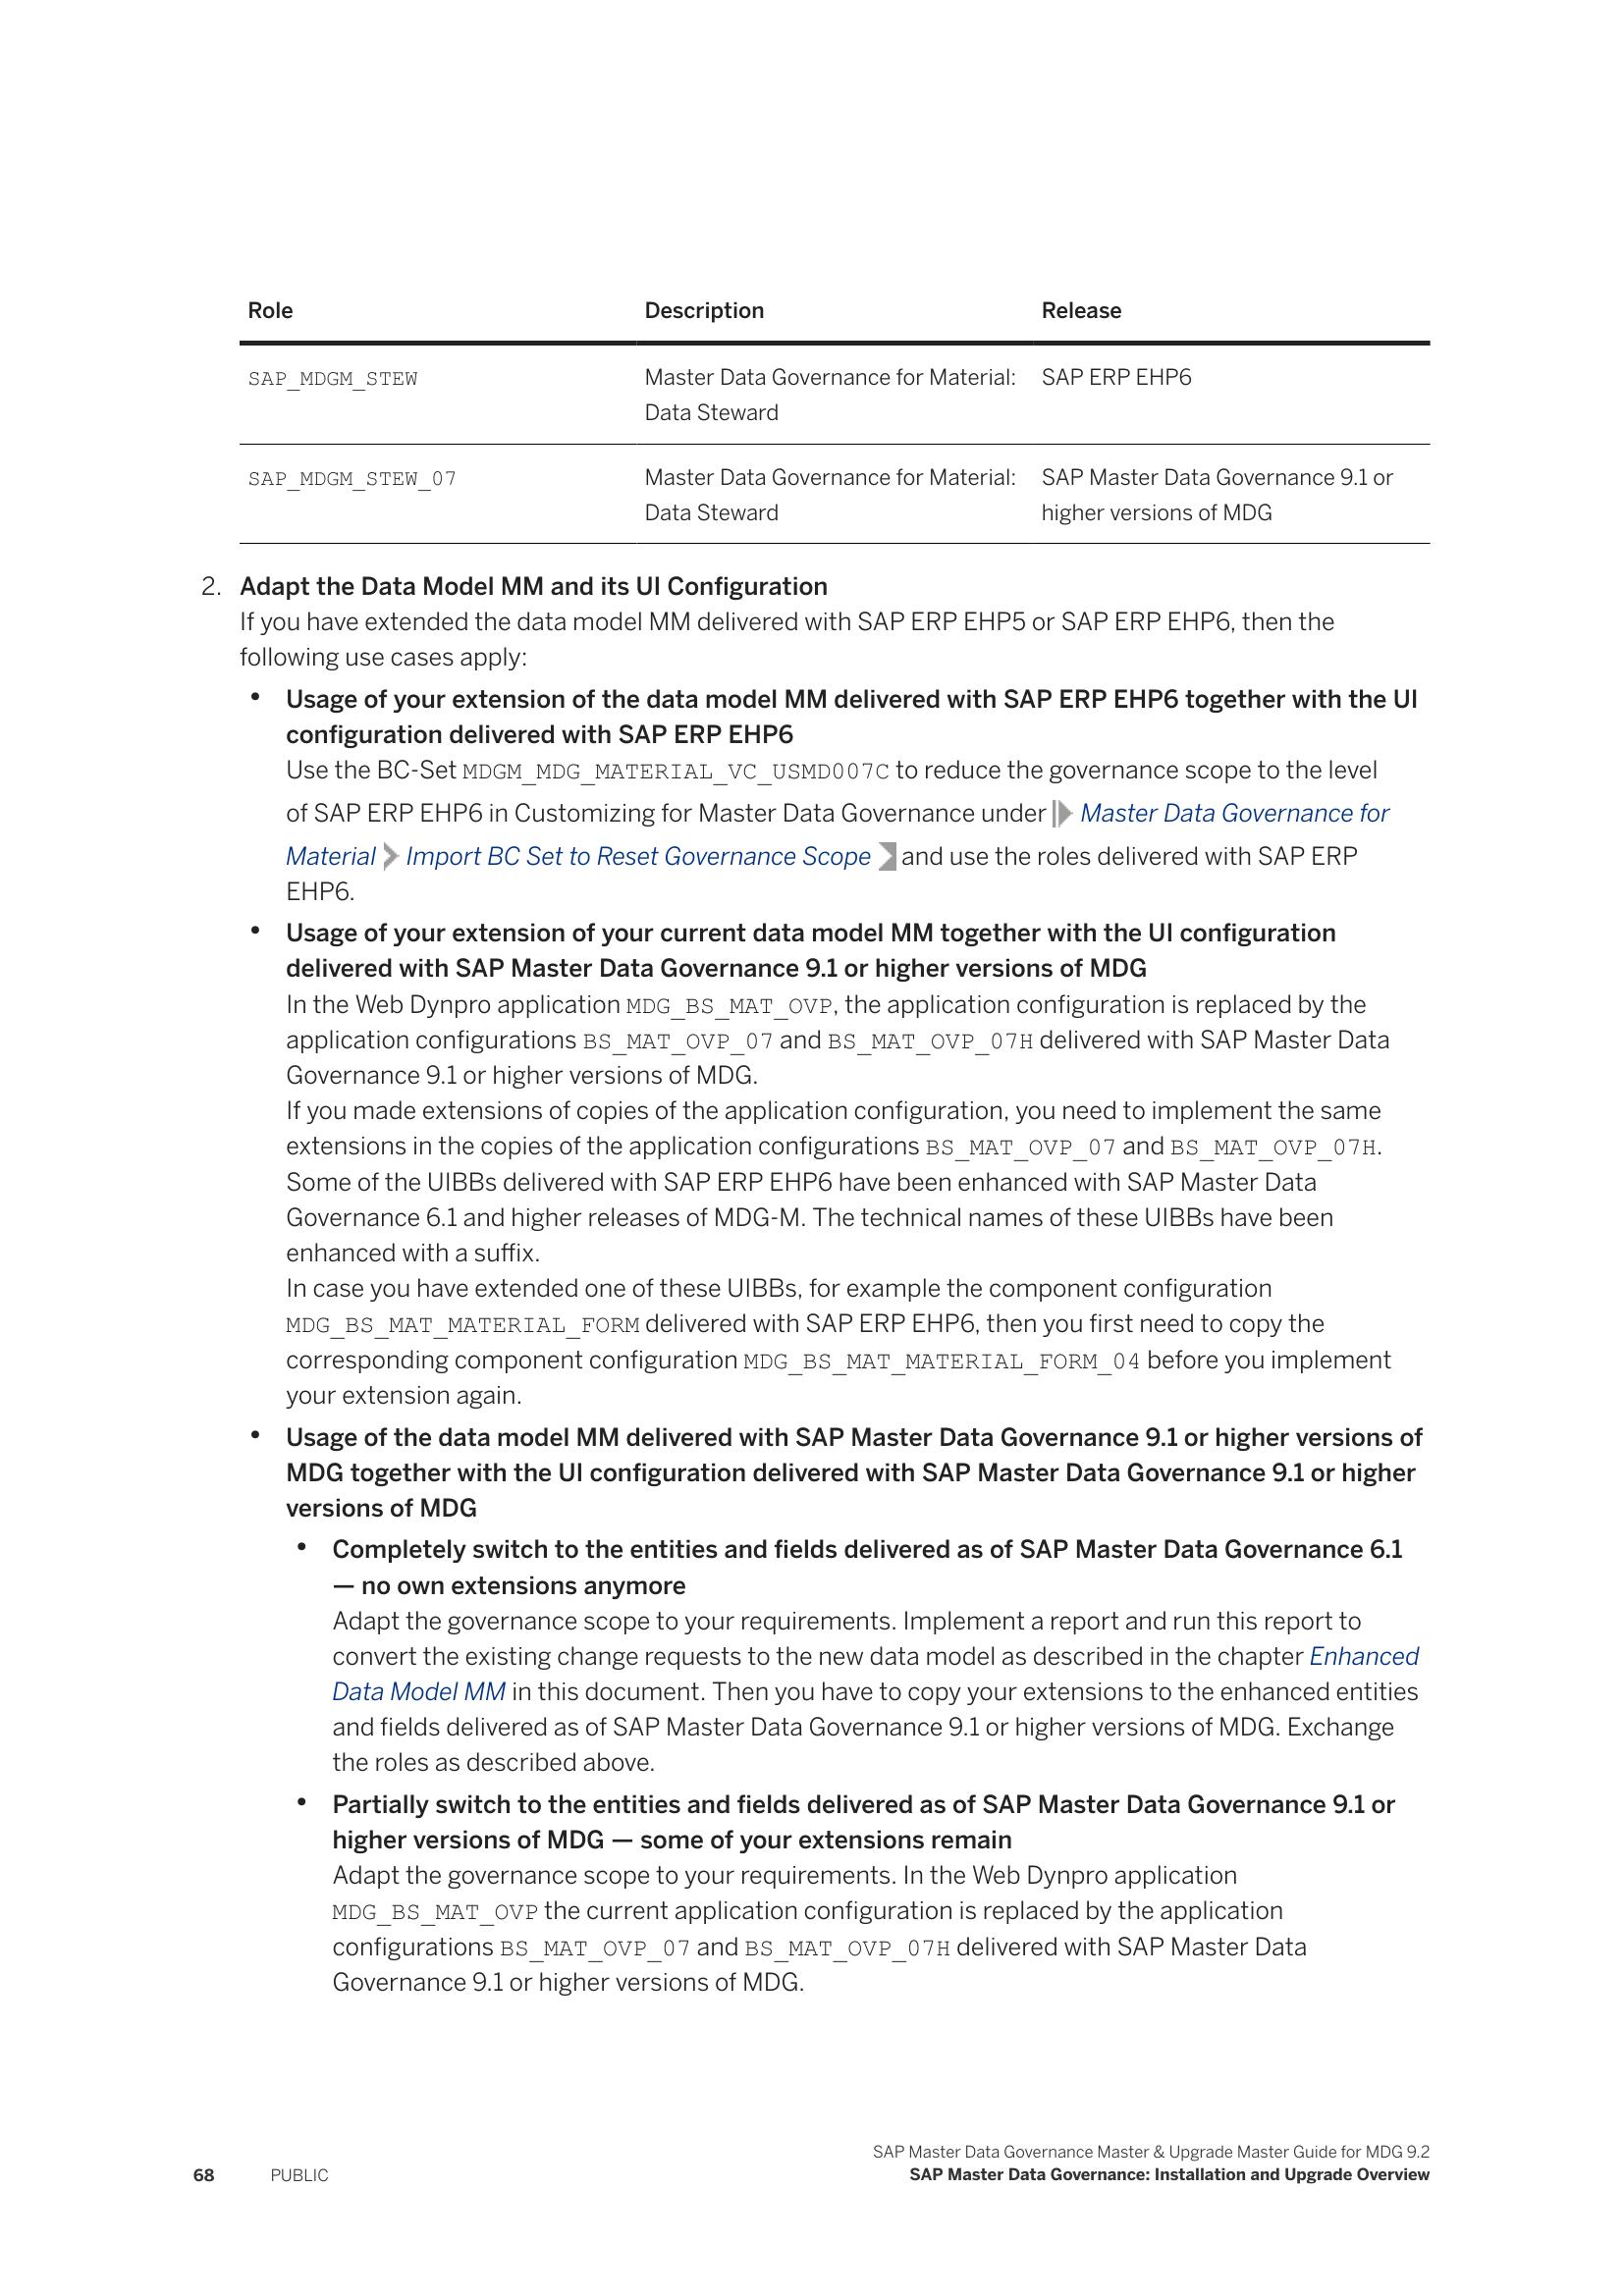 Role Description Release
SAP_MDGM_STEW Master Data Governance for Material: SAP ERP EHP6
Data Steward
SAP_MDGM_STEW_07 Master Data Governance for Material: SAP Master Data Governance 9.1 or
Data Steward higher versions of MDG
2. Adapt the Data Model MM and its UI Configuration
If you have extended the data model MM delivered with SAP ERP EHP5 or SAP ERP EHP6, then the
following use cases apply:
• Usage of your extension of the data model MM delivered with SAP ERP EHP6 together with the UI
configuration delivered with SAP ERP EHP6
Use the BC-Set MDGM_MDG_MATERIAL_VC_USMD007C to reduce the governance scope to the level
of SAP ERP EHP6 in Customizing for Master Data Governance under Master Data Governance for
Material Import BC Set to Reset Governance Scope and use the roles delivered with SAP ERP
EHP6.
• Usage of your extension of your current data model MM together with the UI configuration
delivered with SAP Master Data Governance 9.1 or higher versions of MDG
In the Web Dynpro application MDG_BS_MAT_OVP, the application configuration is replaced by the
application configurations BS_MAT_OVP_07 and BS_MAT_OVP_07H delivered with SAP Master Data
Governance 9.1 or higher versions of MDG.
If you made extensions of copies of the application configuration, you need to implement the same
extensions in the copies of the application configurations BS_MAT_OVP_07 and BS_MAT_OVP_07H.
Some of the UIBBs delivered with SAP ERP EHP6 have been enhanced with SAP Master Data
Governance 6.1 and higher releases of MDG-M. The technical names of these UIBBs have been
enhanced with a suffix.
In case you have extended one of these UIBBs, for example the component configuration
MDG_BS_MAT_MATERIAL_FORM delivered with SAP ERP EHP6, then you first need to copy the
corresponding component configuration MDG_BS_MAT_MATERIAL_FORM_04 before you implement
your extension again.
• Usage of the data model MM delivered with SAP Master Data Governance 9.1 or higher versions of
MDG together with the UI configuration delivered with SAP Master Data Governance 9.1 or higher
versions of MDG
• Completely switch to the entities and fields delivered as of SAP Master Data Governance 6.1
— no own extensions anymore
Adapt the governance scope to your requirements. Implement a report and run this report to
convert the existing change requests to the new data model as described in the chapter Enhanced
Data Model MM in this document. Then you have to copy your extensions to the enhanced entities
and fields delivered as of SAP Master Data Governance 9.1 or higher versions of MDG. Exchange
the roles as described above.
• Partially switch to the entities and fields delivered as of SAP Master Data Governance 9.1 or
higher versions of MDG — some of your extensions remain
Adapt the governance scope to your requirements. In the Web Dynpro application
MDG_BS_MAT_OVP the current application configuration is replaced by the application
configurations BS_MAT_OVP_07 and BS_MAT_OVP_07H delivered with SAP Master Data
Governance 9.1 or higher versions of MDG.
SAP Master Data Governance Master & Upgrade Master Guide for MDG 9.2
68 PUBLIC SAP Master Data Governance: Installation and Upgrade Overview